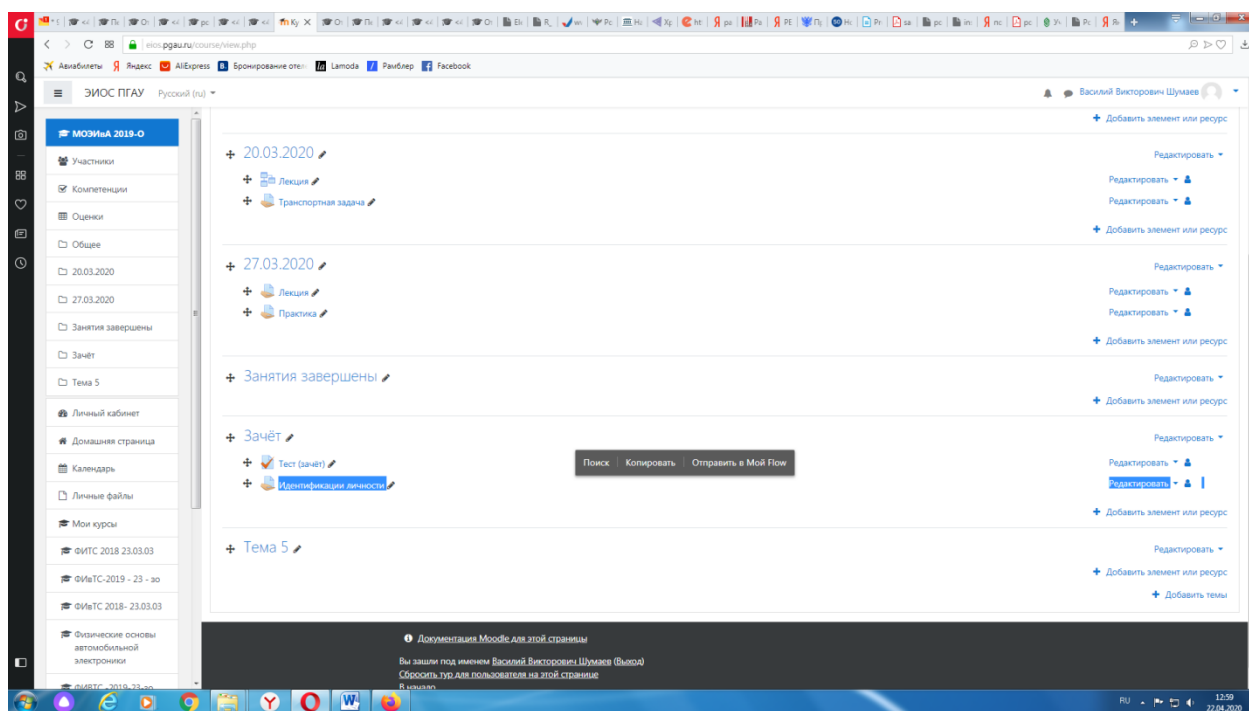 eios.pgau.ru/course/view.php
Авиабилеты Яндекс AliExpress Lamoda Рамблер Facebook
ЭИОС ПГАУ Русский (ru)
Василий Викторович Шумаев
Добавить элемент или ресурс
МОЭИвА 2019-О
Участники
Компетенции
Оценки
Общее
20.03.2020
27.03.2020
Занятия завершены
Зачёт
Тема 5
Личный кабинет
Домашняя страница
Календарь
Личные файлы
Мои курсы
ФИТС 2018 23.03.03
ФИвТС-2019 - 23 - зо
ФИвТС 2018- 23.03.03
Физические основы
автомобильной
электроники
20.03.2020 Редактировать
Лекция Редактировать
Транспортная задача Редактировать
Добавить элемент или ресурс
27.03.2020 Редактировать
Лекция Редактировать
Практика Редактировать
Добавить элемент или ресурс
Занятия завершены Редактировать
Добавить элемент или ресурс
Зачёт Редактировать
Тест (зачёт) Редактировать
Поиск Копировать Отправить в Мой Flow
Идентификации личности Редактировать
Добавить элемент или ресурс
Тема 5 Редактировать
Добавить элемент или ресурс
Добавить темы
Документация Moodle для этой страницы
Вы зашли под именем Василий Викторович Шумаев (Выход)
Сбросить тур для пользователя на этой странице
В начало
RU
12:59
22.04.2020